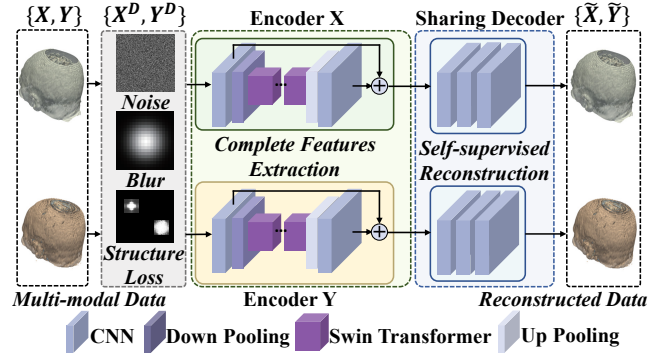 {X, Y}
{X^D, Y^D}
Encoder X
Sharing Decoder
{X̃, Ỹ}
Noise
Blur
Structure
Loss
...
Complete Features
Extraction
Self-supervised
Reconstruction
...
Multi-modal Data
Encoder Y
Reconstructed Data
CNN
Down Pooling
Swin Transformer
Up Pooling